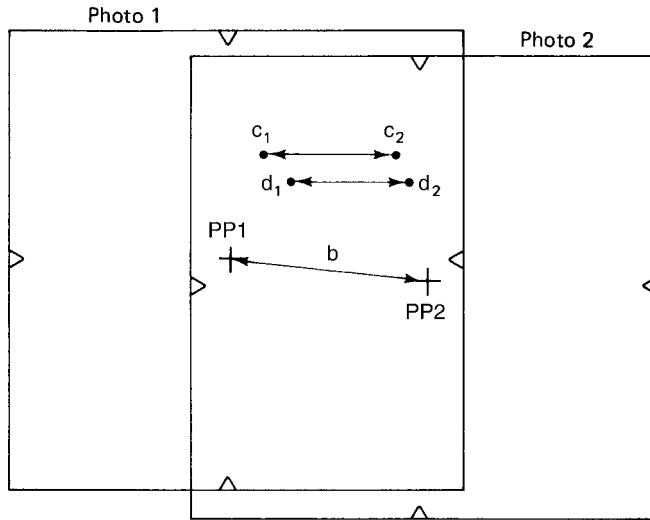 Photo 1
Photo 2
c₁ c₂
d₁ d₂
PP1
b
PP2